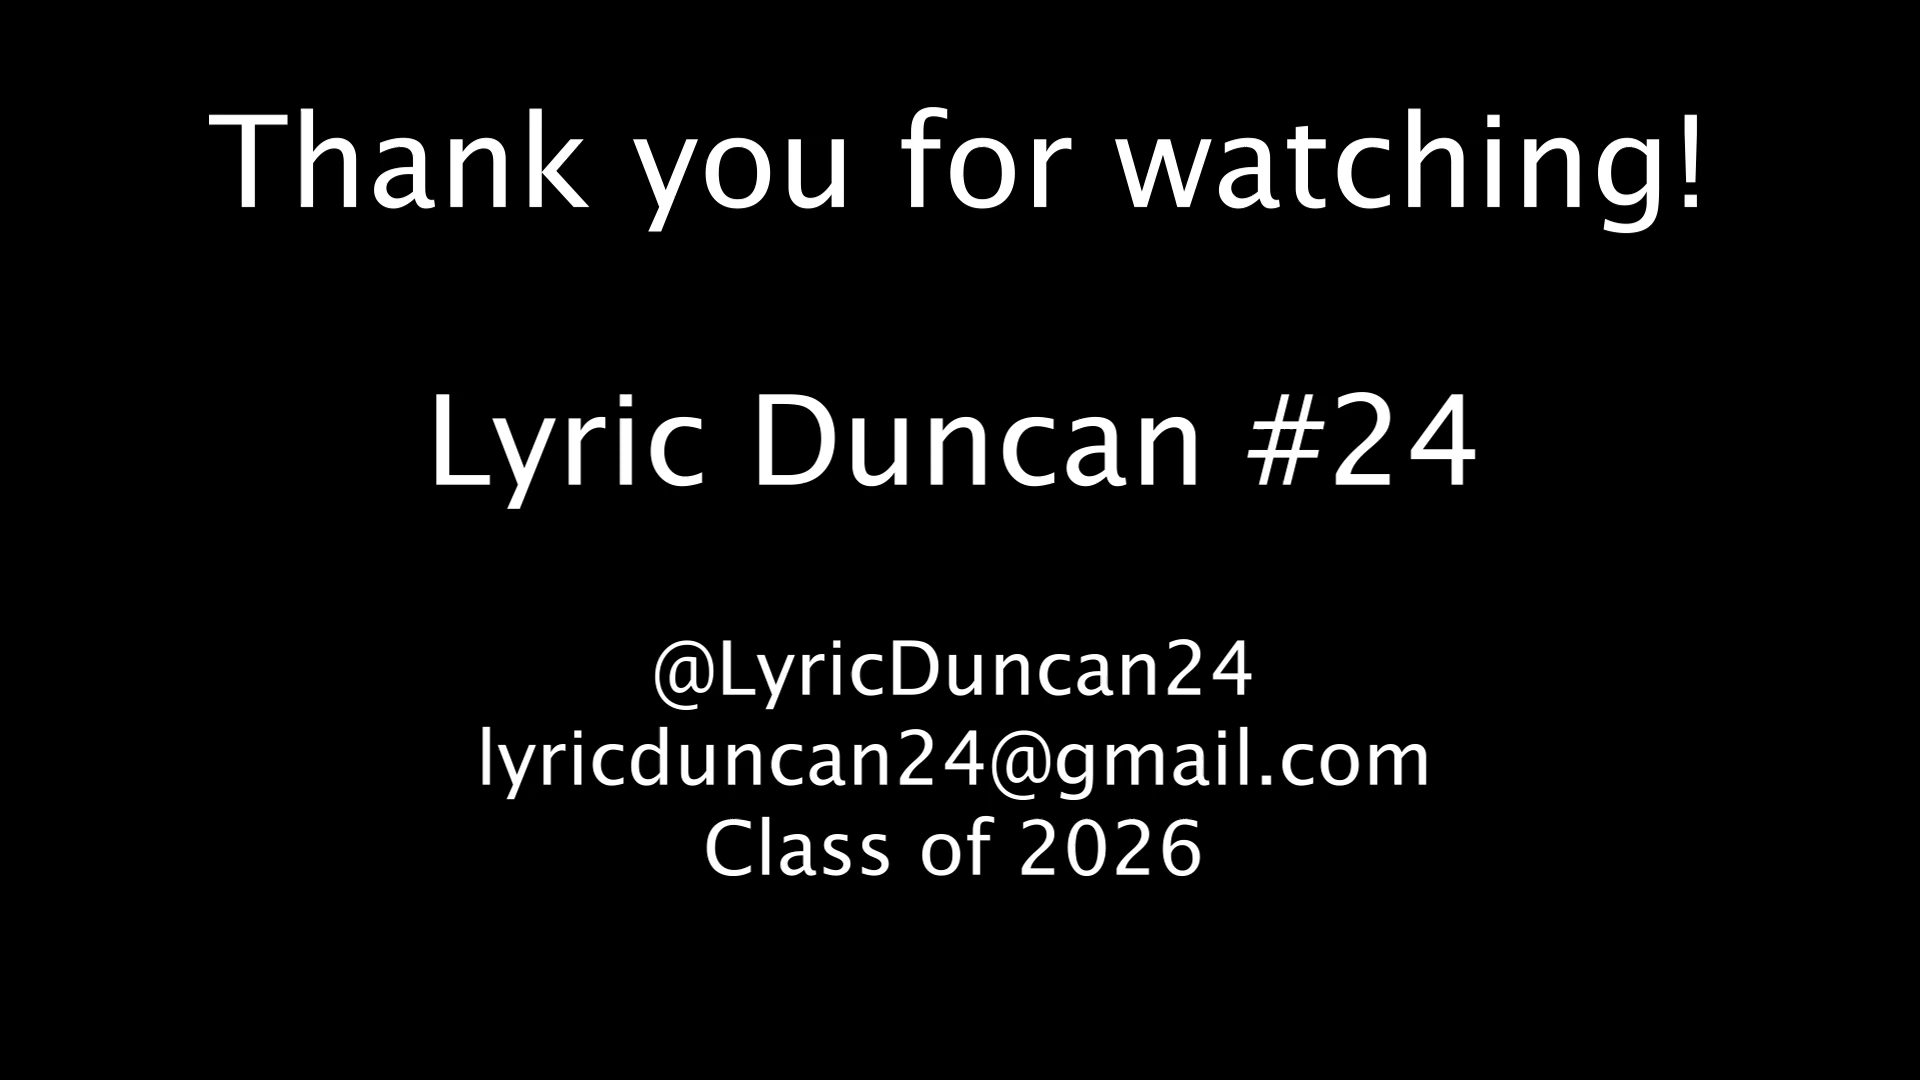 Thank you for watching!
Lyric Duncan #24
@LyricDuncan24
lyricduncan24@gmail.com
Class of 2026